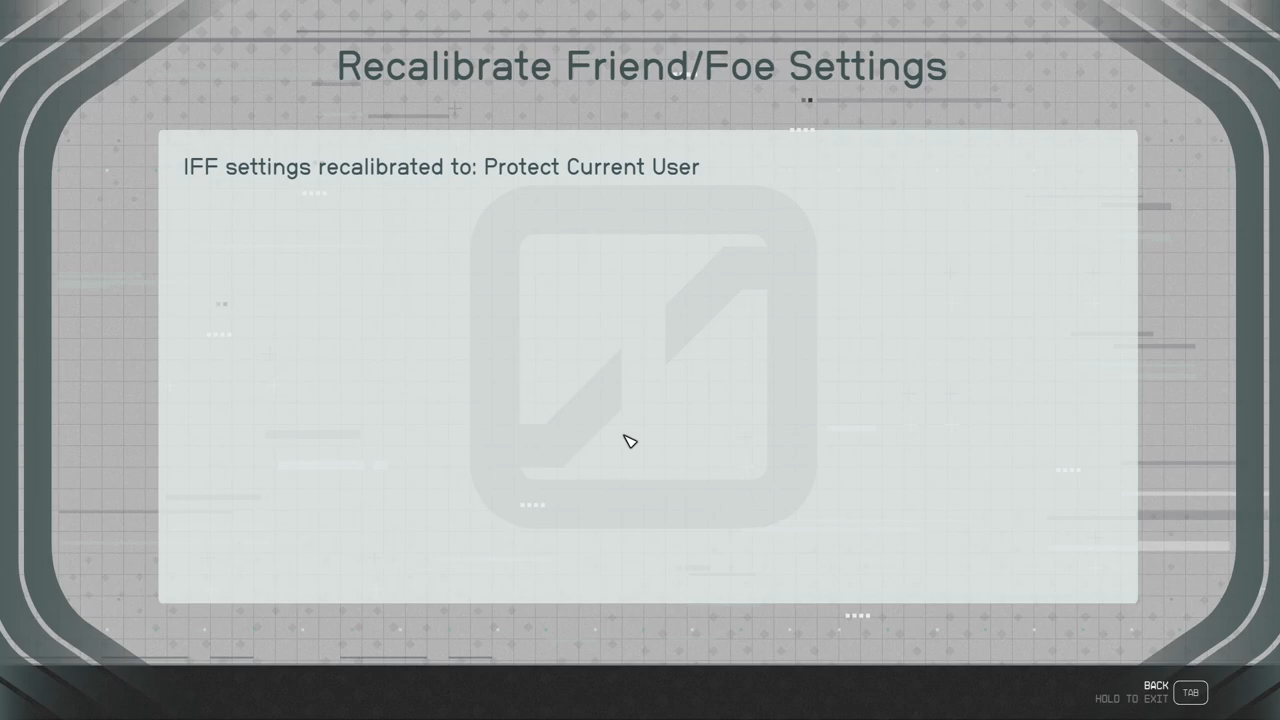 Recalibrate Friend/Foe Settings
IFF settings recalibrated to: Protect Current User
BACK
HOLD TO EXIT
TAB